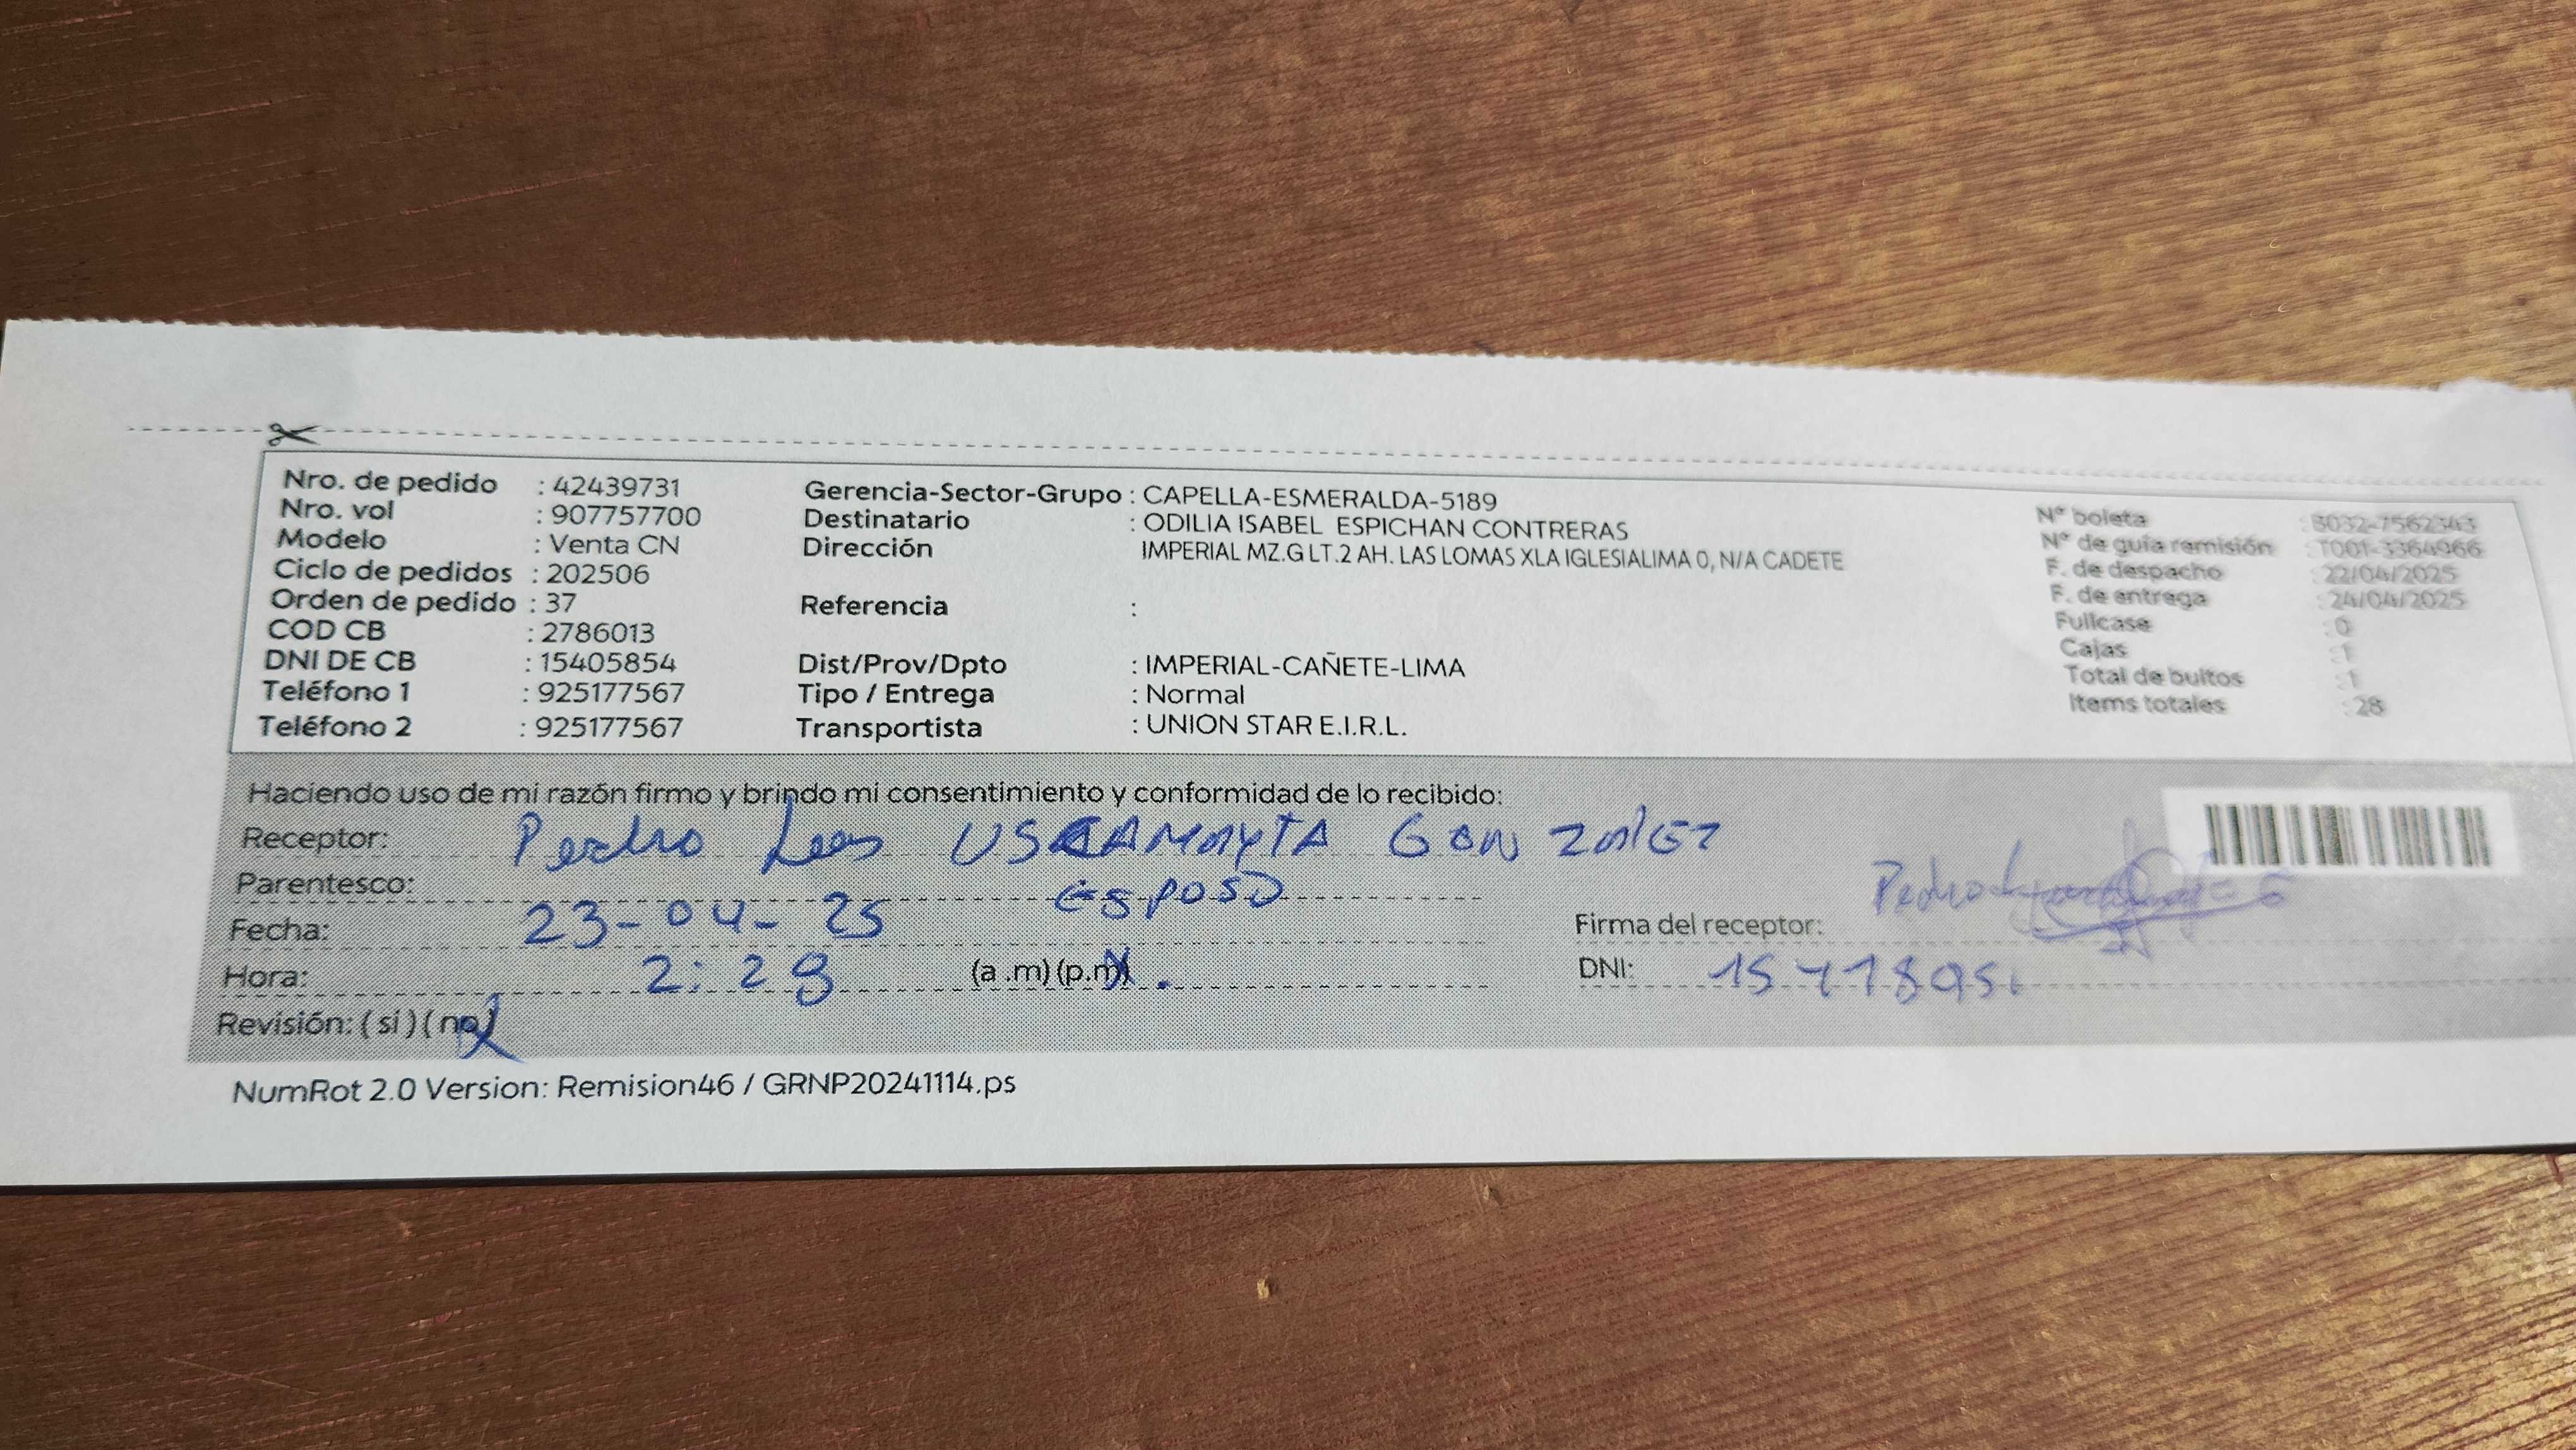 Nro. de pedido : 42439731
Nro. vol : 907757700
Modelo : Venta CN
Ciclo de pedidos : 202506
Orden de pedido : 37
COD CB : 2786013
DNI DE CB : 15405854
Teléfono 1 : 925177567
Teléfono 2 : 925177567
Gerencia-Sector-Grupo : CAPELLA-ESMERALDA-5189
Destinatario : ODILIA ISABEL ESPICHAN CONTRERAS
Dirección IMPERIAL MZ.G LT.2 AH. LAS LOMAS XLA IGLESIALIMA 0, N/A CADETE
Referencia :
Dist/Prov/Dpto : IMPERIAL-CAÑETE-LIMA
Tipo / Entrega : Normal
Transportista : UNION STAR E.I.R.L.
N° boleta : B032-7562343
N° de guía remisión : T001-3364966
F. de despacho : 22/04/2025
F. de entrega : 24/04/2025
Fullcase : 0
Cajas : 1
Total de bultos : 1
Items totales : 28
Haciendo uso de mi razón firmo y brindo mi consentimiento y conformidad de lo recibido:
Receptor: Pedro USCAMAYTA GONZALEZ
Parentesco: ESPOSO
Fecha: 23-04-25
Hora: 2:29 (a .m) (p.m)
Revisión: ( si ) ( no )
Firma del receptor: Pedro
DNI:
NumRot 2.0 Version: Remision46 / GRNP20241114.ps